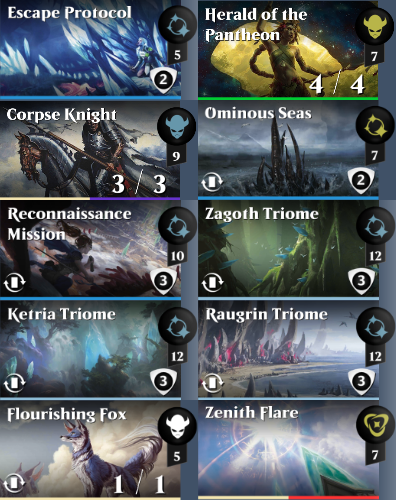 Escape Protocol
5
2
Herald of the
Pantheon
7
4 / 4
Corpse Knight
9
3 / 3
Ominous Seas
7
2
Reconnaissance
Mission
10
3
Zagoth Triome
12
3
Ketria Triome
12
3
Raugrin Triome
12
3
Flourishing Fox
5
1 / 1
Zenith Flare
7